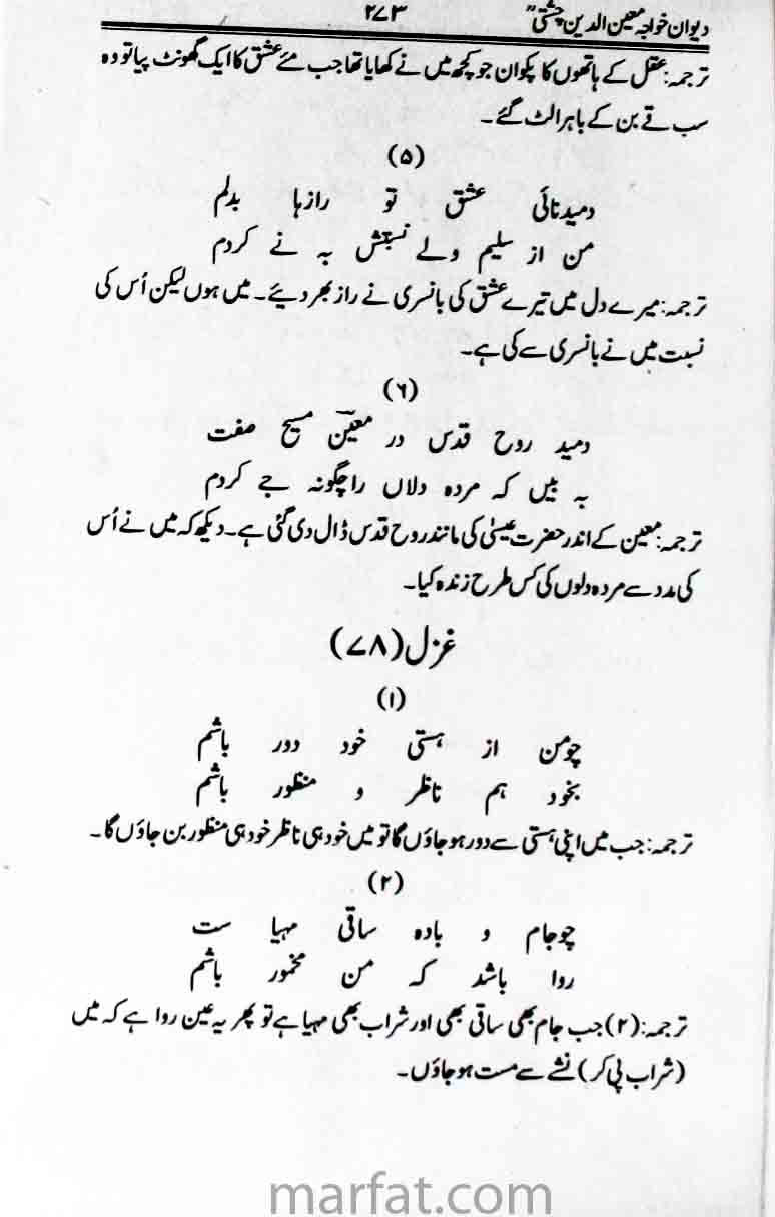 دیوان خواجہ معین الدین چشتیؒ ۲۷۳
ترجمہ: عقل کے ہاتھوں کا پکوان جو کچھ میں نے کھایا تھا جب مئے عشق کا ایک گھونٹ پیا تو وہ
سب قے بن کے باہر الٹ گئے۔
(۵)
دمید نائی عشق تو رازہا بدلم
من از سلیم ولے نسبتش بہ نے کردم
ترجمہ: میرے دل میں تیرے عشق کی بانسری نے راز بھر دیئے۔ میں ہوں لیکن اُس کی
نسبت میں نے بانسری سے کی ہے۔
(۶)
دمید روح قدس در معینؔ مسیح صفت
بہ بیں کہ مردہ دلاں را چگونہ جے کردم
ترجمہ: معین کے اندر حضرت عیسیٰ کی مانند روح قدس ڈال دی گئی ہے۔ دیکھ کہ میں نے اُس
کی مدد سے مردہ دلوں کی کس طرح زندہ کیا۔
غزل (۷۸)
(۱)
چومن از ہستی خود دور باشم
بخود ہم ناظر و منظور باشم
ترجمہ: جب میں اپنی ہستی سے دور ہو جاؤں گا تو میں خود ہی ناظر خود ہی منظور بن جاؤں گا۔
(۲)
چوجام و بادہ ساقی مہیا ست
روا باشد کہ من مخمور باشم
ترجمہ: (۲) جب جام بھی ساقی بھی اور شراب بھی مہیا ہے تو پھر یہ عین روا ہے کہ میں
(شراب پی کر) نشے سے مست ہو جاؤں۔
marfat.com